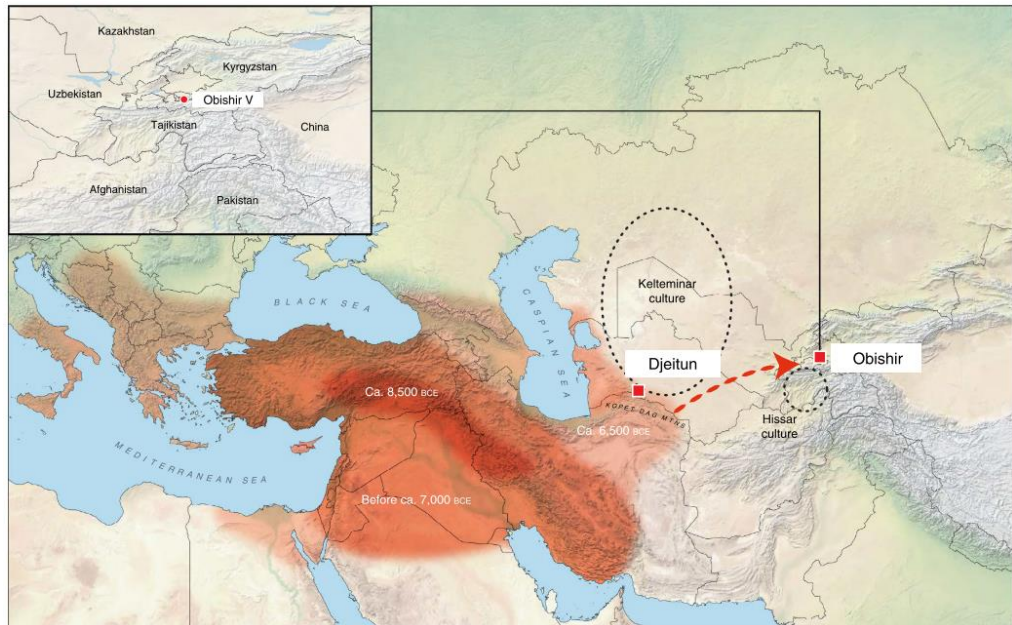 Kazakhstan
Kyrgyzstan
Uzbekistan
Obishir V
Tajikistan
China
Afghanistan
Pakistan
BLACK SEA
CASPIAN SEA
Kelteminar
culture
Djeitun
Obishir
Ca. 8,500 BCE
KOPET DAG MTNS
Hissar
culture
Ca. 6,500 BCE
MEDITERRANEAN SEA
Before ca. 7,000 BCE